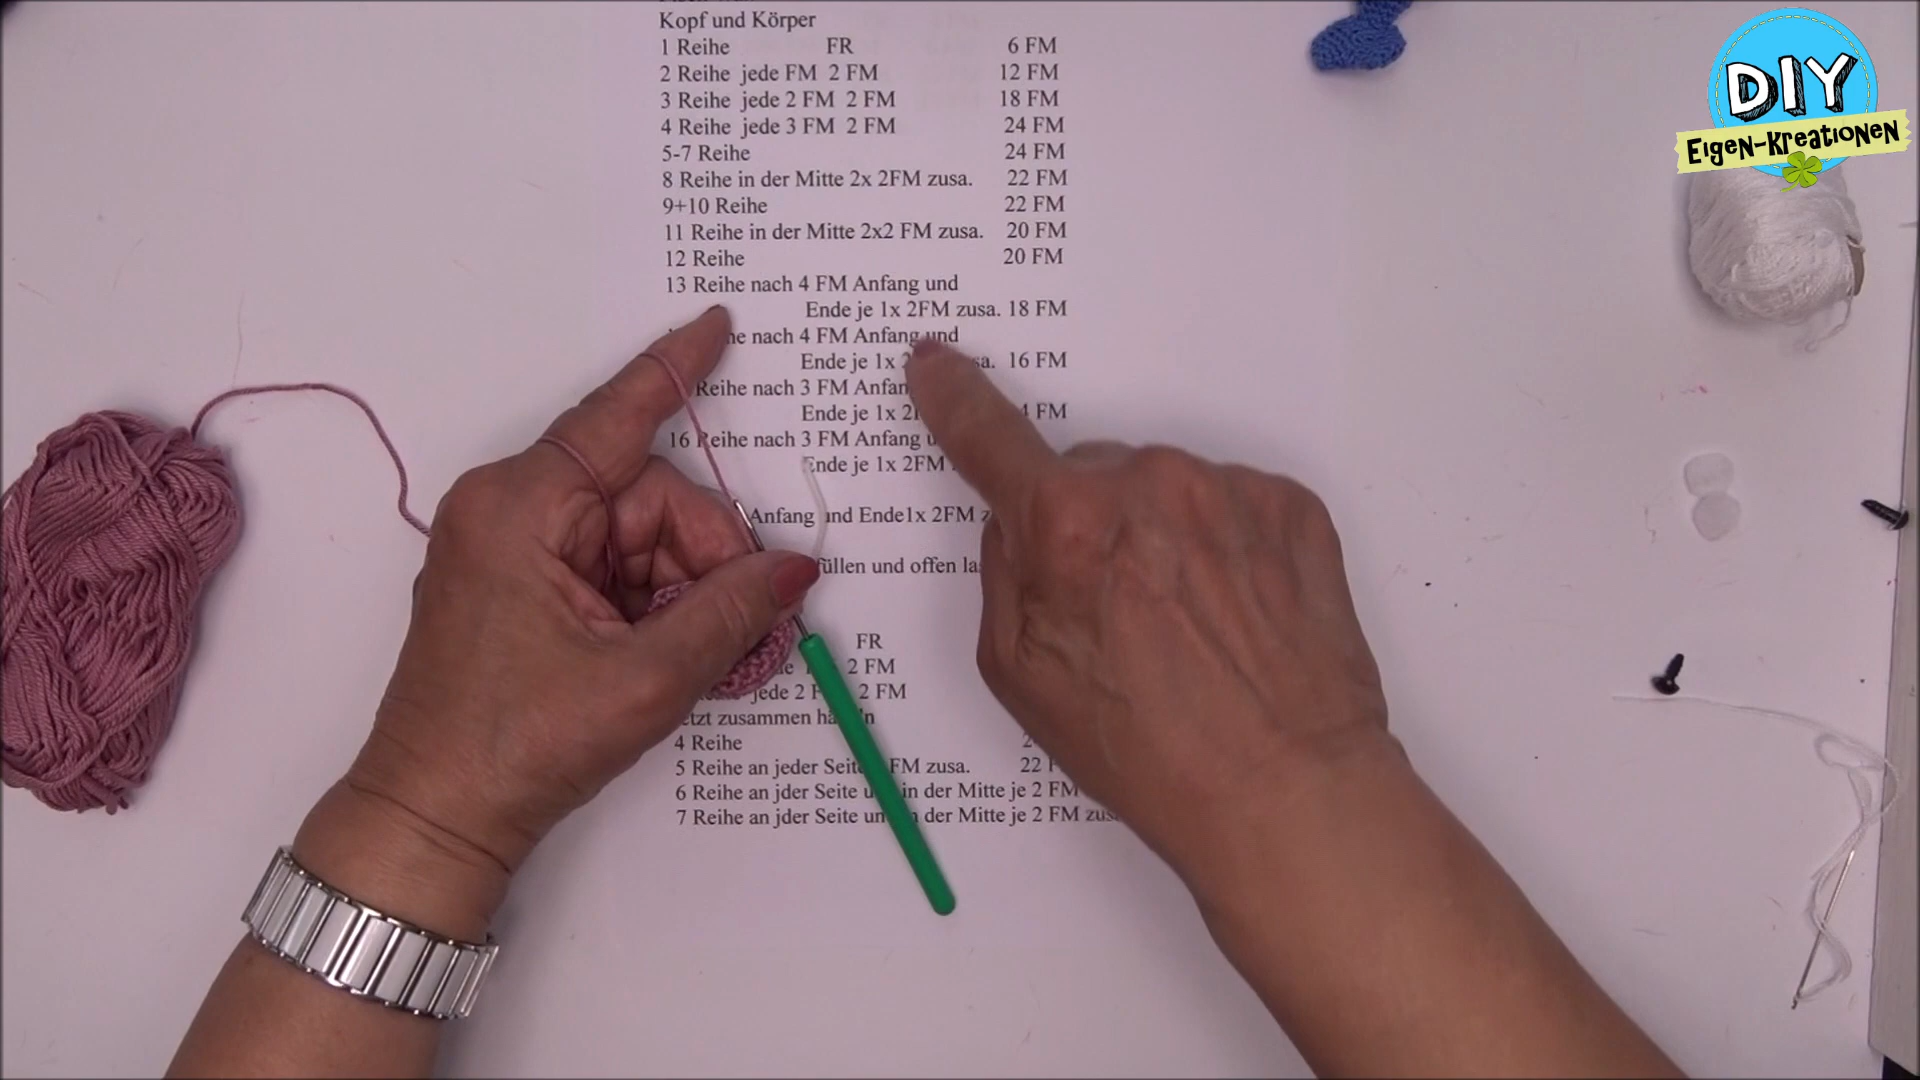 Kopf und Körper
1 Reihe FR 6 FM
2 Reihe jede FM 2 FM 12 FM
3 Reihe jede 2 FM 2 FM 18 FM
4 Reihe jede 3 FM 2 FM 24 FM
5-7 Reihe 24 FM
8 Reihe in der Mitte 2x 2FM zusa. 22 FM
9+10 Reihe 22 FM
11 Reihe in der Mitte 2x2 FM zusa. 20 FM
12 Reihe 20 FM
13 Reihe nach 4 FM Anfang und
Ende je 1x 2FM zusa. 18 FM
nach 4 FM Anfang und
Ende je 1x 16 FM
Reihe nach 3 FM
Ende je 1x FM
16 Reihe nach 3 FM Anfang
Ende je 1x 2FM
Anfang und Ende1x 2FM
füllen und offen
FR
2 FM
jede 2 2 FM
zusammen
4 Reihe
5 Reihe an jeder Seite FM zusa. 22
6 Reihe an jder Seite in der Mitte je 2 FM
7 Reihe an jder Seite der Mitte je 2 FM
DIY
Eigen-Kreationen